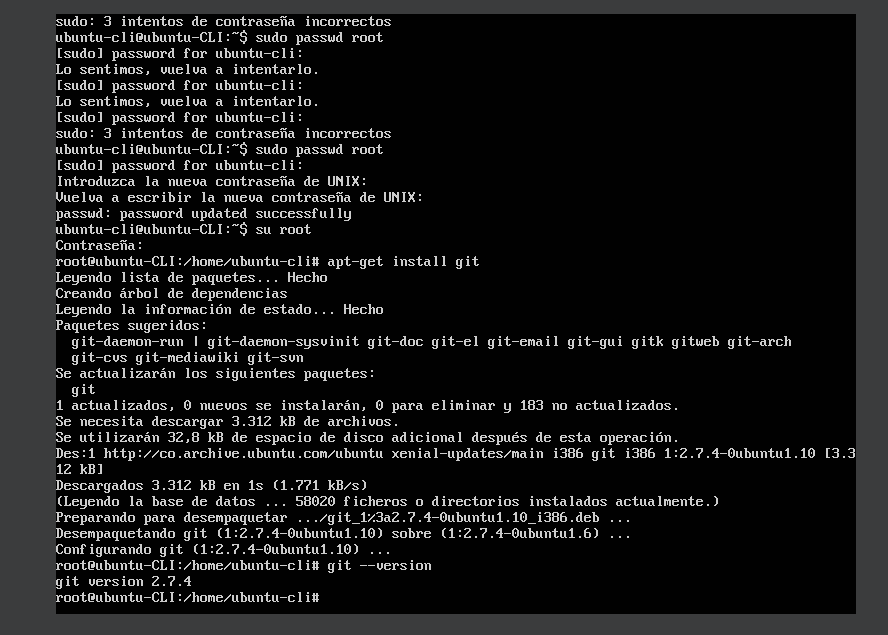 sudo: 3 intentos de contraseña incorrectos
ubuntu-cli@ubuntu-CLI:~$ sudo passwd root
[sudo] password for ubuntu-cli:
Lo sentimos, vuelva a intentarlo.
[sudo] password for ubuntu-cli:
Lo sentimos, vuelva a intentarlo.
[sudo] password for ubuntu-cli:
sudo: 3 intentos de contraseña incorrectos
ubuntu-cli@ubuntu-CLI:~$ sudo passwd root
[sudo] password for ubuntu-cli:
Introduzca la nueva contraseña de UNIX:
Vuelva a escribir la nueva contraseña de UNIX:
passwd: password updated successfully
ubuntu-cli@ubuntu-CLI:~$ su root
Contraseña:
root@ubuntu-CLI:/home/ubuntu-cli# apt-get install git
Leyendo lista de paquetes... Hecho
Creando árbol de dependencias
Leyendo la información de estado... Hecho
Paquetes sugeridos:
  git-daemon-run | git-daemon-sysvinit git-doc git-el git-email git-gui gitk gitweb git-arch
  git-cvs git-mediawiki git-svn
Se actualizarán los siguientes paquetes:
  git
1 actualizados, 0 nuevos se instalarán, 0 para eliminar y 183 no actualizados.
Se necesita descargar 3.312 kB de archivos.
Se utilizarán 32,8 kB de espacio de disco adicional después de esta operación.
Des:1 http://co.archive.ubuntu.com/ubuntu xenial-updates/main i386 git i386 1:2.7.4-0ubuntu1.10 [3.3
12 kB]
Descargados 3.312 kB en 1s (1.771 kB/s)
(Leyendo la base de datos ... 58020 ficheros o directorios instalados actualmente.)
Preparando para desempaquetar .../git_1%3a2.7.4-0ubuntu1.10_i386.deb ...
Desempaquetando git (1:2.7.4-0ubuntu1.10) sobre (1:2.7.4-0ubuntu1.6) ...
Configurando git (1:2.7.4-0ubuntu1.10) ...
root@ubuntu-CLI:/home/ubuntu-cli# git --version
git version 2.7.4
root@ubuntu-CLI:/home/ubuntu-cli#